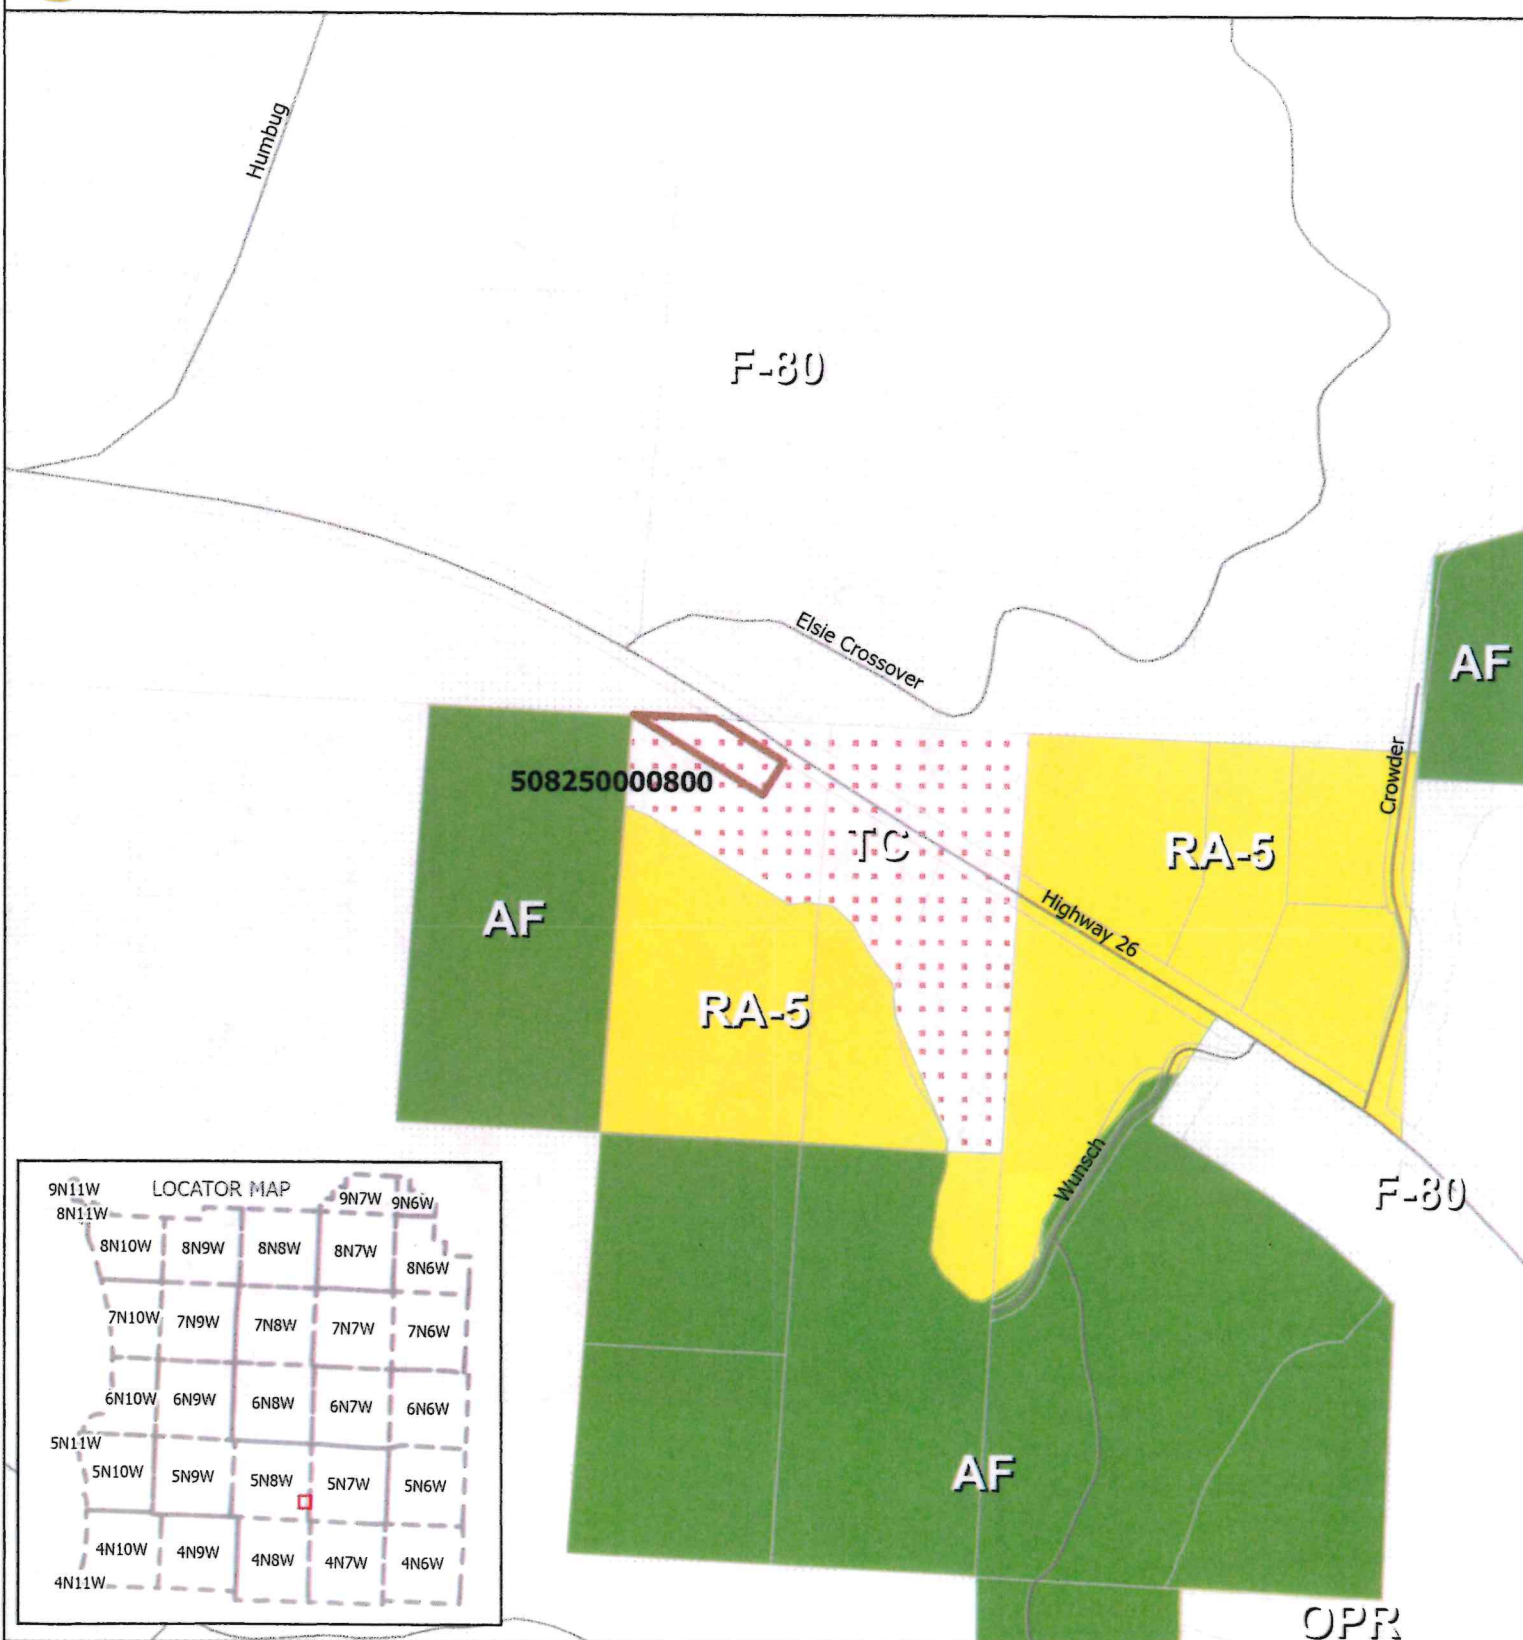 Humbug
F-80
Elsie Crossover
AF
508250000800
Crowder
TC
RA-5
AF
Highway 26
RA-5
Wunsch
F-80
AF
OPR
LOCATOR MAP
9N11W
9N7W
9N6W
8N11W
8N10W
8N9W
8N8W
8N7W
8N6W
7N10W
7N9W
7N8W
7N7W
7N6W
6N10W
6N9W
6N8W
6N7W
6N6W
5N11W
5N10W
5N9W
5N8W
5N7W
5N6W
4N10W
4N9W
4N8W
4N7W
4N6W
4N11W